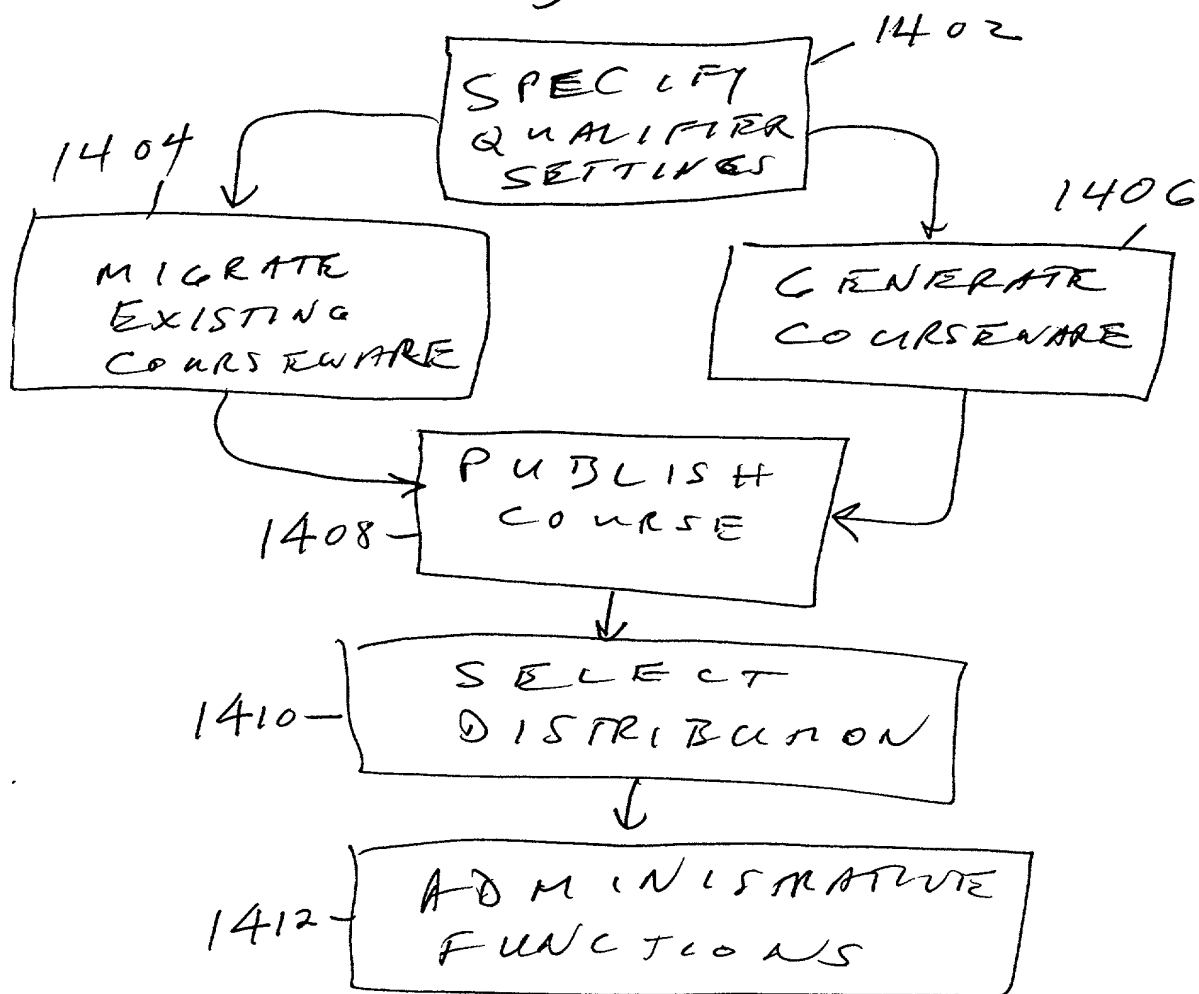 1402
SPECIFY
QUALIFIER
SETTINGS
1404
MIGRATE
EXISTING
COURSEWARE
1406
GENERATE
COURSEWARE
PUBLISH
COURSE
1408
SELECT
DISTRIBUTION
1410
ADMINISTRATIVE
FUNCTIONS
1412